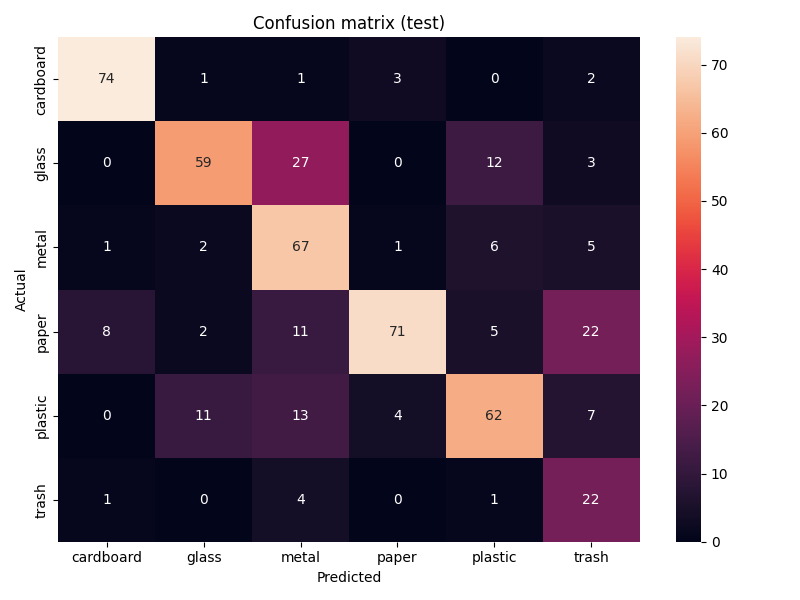 Confusion matrix (test)
Actual
cardboard 74 1 1 3 0 2
glass 0 59 27 0 12 3
metal 1 2 67 1 6 5
paper 8 2 11 71 5 22
plastic 0 11 13 4 62 7
trash 1 0 4 0 1 22
cardboard glass metal paper plastic trash
Predicted
70
60
50
40
30
20
10
0